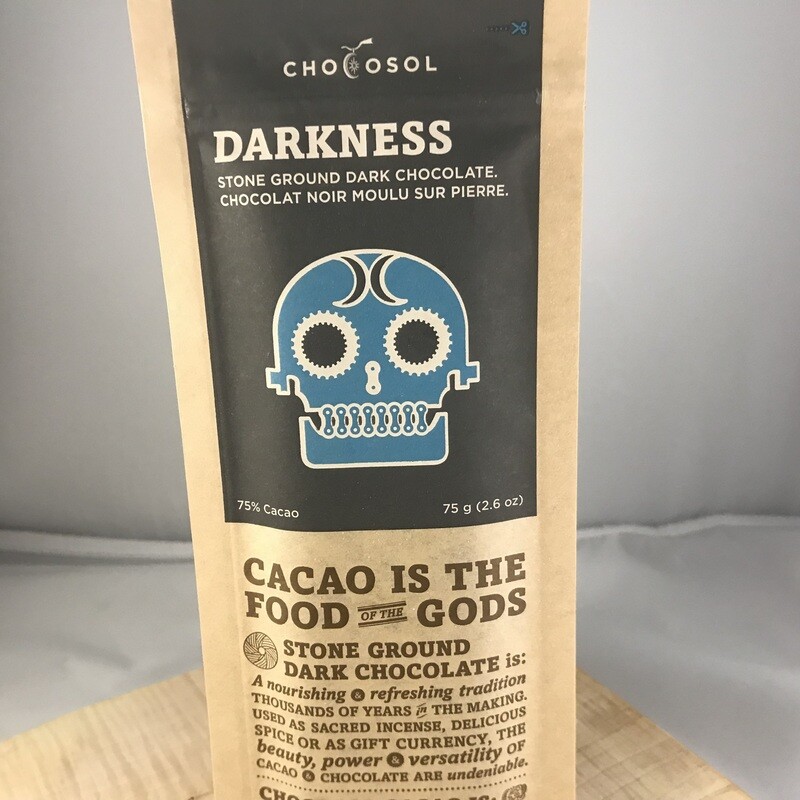 CHOCOSOL
DARKNESS
STONE GROUND DARK CHOCOLATE.
CHOCOLAT NOIR MOULU SUR PIERRE.
75% Cacao
75 g (2.6 oz)
CACAO IS THE
FOOD OF THE GODS
STONE GROUND
DARK CHOCOLATE is:
A nourishing & refreshing tradition
THOUSANDS OF YEARS in THE MAKING.
USED AS SACRED INCENSE, DELICIOUS
SPICE OR AS GIFT CURRENCY, THE
beauty, power & versatility OF
CACAO & CHOCOLATE ARE undeniable.